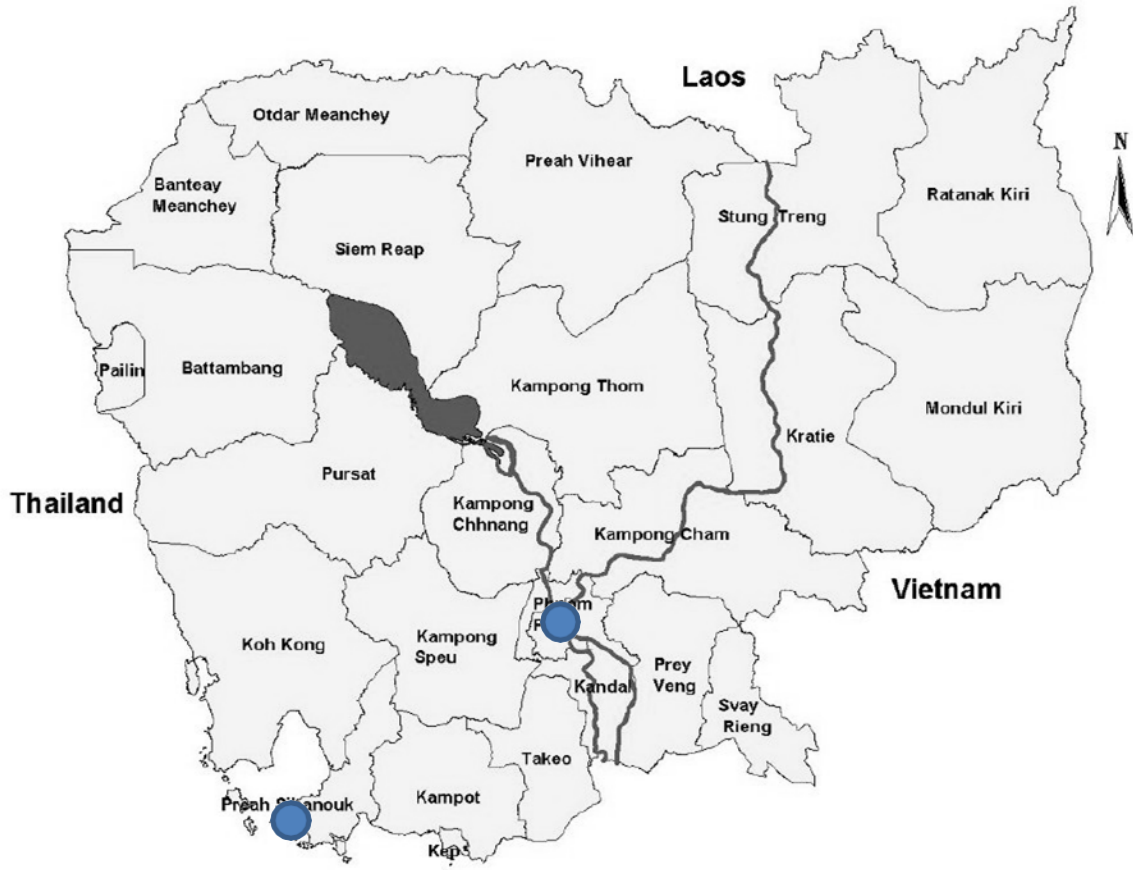 Laos
Otdar Meanchey
Preah Vihear
N
Banteay
Meanchey
Ratanak Kiri
Stung Treng
Siem Reap
Pailin
Battambang
Kampong Thom
Mondul Kiri
Kratie
Pursat
Thailand
Kampong
Chhnang
Kampong Cham
Vietnam
Koh Kong
Kampong
Speu
Prey
Veng
Kandal
Svay
Rieng
Takeo
Kampot
Preah
Kep